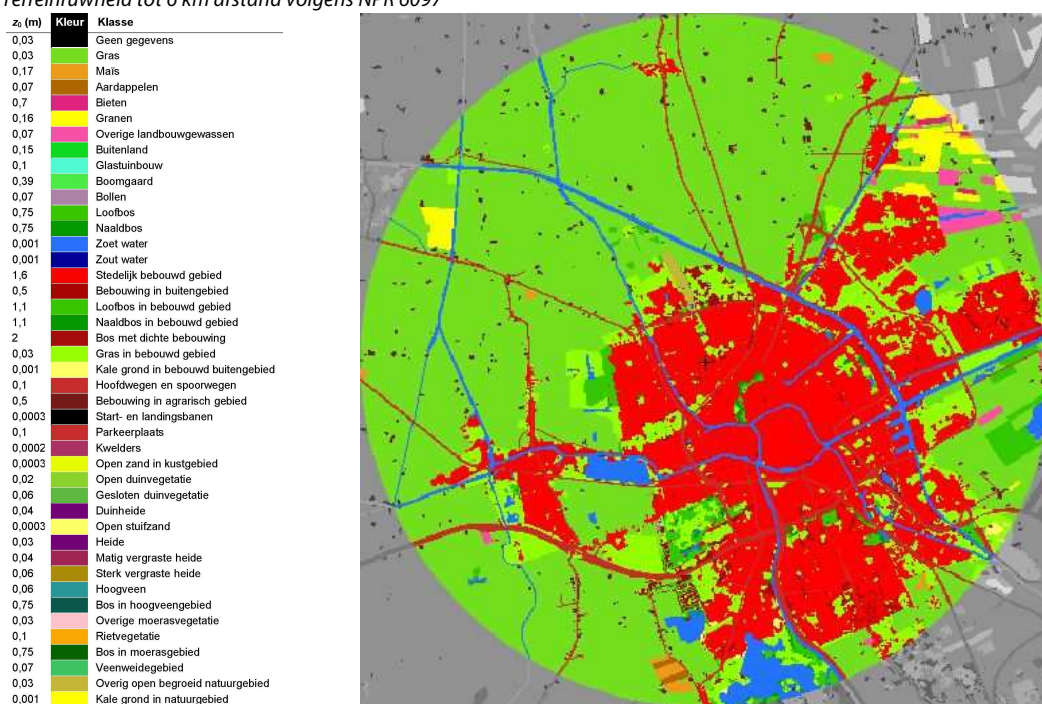 Terreinruwheid tot 6 km afstand volgens NPR 6097
z₀ (m) Kleur Klasse
0,03 Geen gegevens
0,03 Gras
0,17 Maïs
0,07 Aardappelen
0,7 Bieten
0,16 Granen
0,07 Overige landbouwgewassen
0,15 Buitenland
0,1 Glastuinbouw
0,39 Boomgaard
0,07 Bollen
0,75 Loofbos
0,75 Naaldbos
0,001 Zoet water
0,001 Zout water
1,6 Stedelijk bebouwd gebied
0,5 Bebouwing in buitengebied
1,1 Loofbos in bebouwd gebied
1,1 Naaldbos in bebouwd gebied
2 Bos met dichte bebouwing
0,03 Gras in bebouwd gebied
0,001 Kale grond in bebouwd buitengebied
0,1 Hoofdwegen en spoorwegen
0,5 Bebouwing in agrarisch gebied
0,0003 Start- en landingsbanen
0,1 Parkeerplaats
0,0002 Kwelders
0,0003 Open zand in kustgebied
0,02 Open duinvegetatie
0,06 Gesloten duinvegetatie
0,04 Duinheide
0,0003 Open stuifzand
0,03 Heide
0,04 Matig vergraste heide
0,06 Sterk vergraste heide
0,06 Hoogveen
0,75 Bos in hoogveengebied
0,03 Overige moerasvegetatie
0,1 Rietvegetatie
0,75 Bos in moerasgebied
0,07 Veenweidegebied
0,03 Overig open begroeid natuurgebied
0,001 Kale grond in natuurgebied